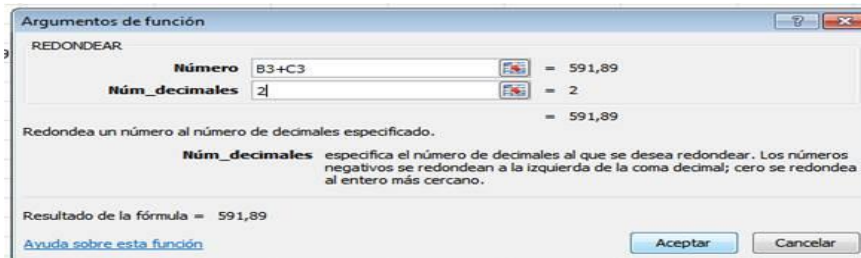 Argumentos de función
9
REDONDEAR
Número B3+C3 = 591,89
Núm_decimales 2 = 2
= 591,89
Redondea un número al número de decimales especificado.
Núm_decimales especifica el número de decimales al que se desea redondear. Los números
negativos se redondean a la izquierda de la coma decimal; cero se redondea
al entero más cercano.
Resultado de la fórmula = 591,89
Ayuda sobre esta función Aceptar Cancelar